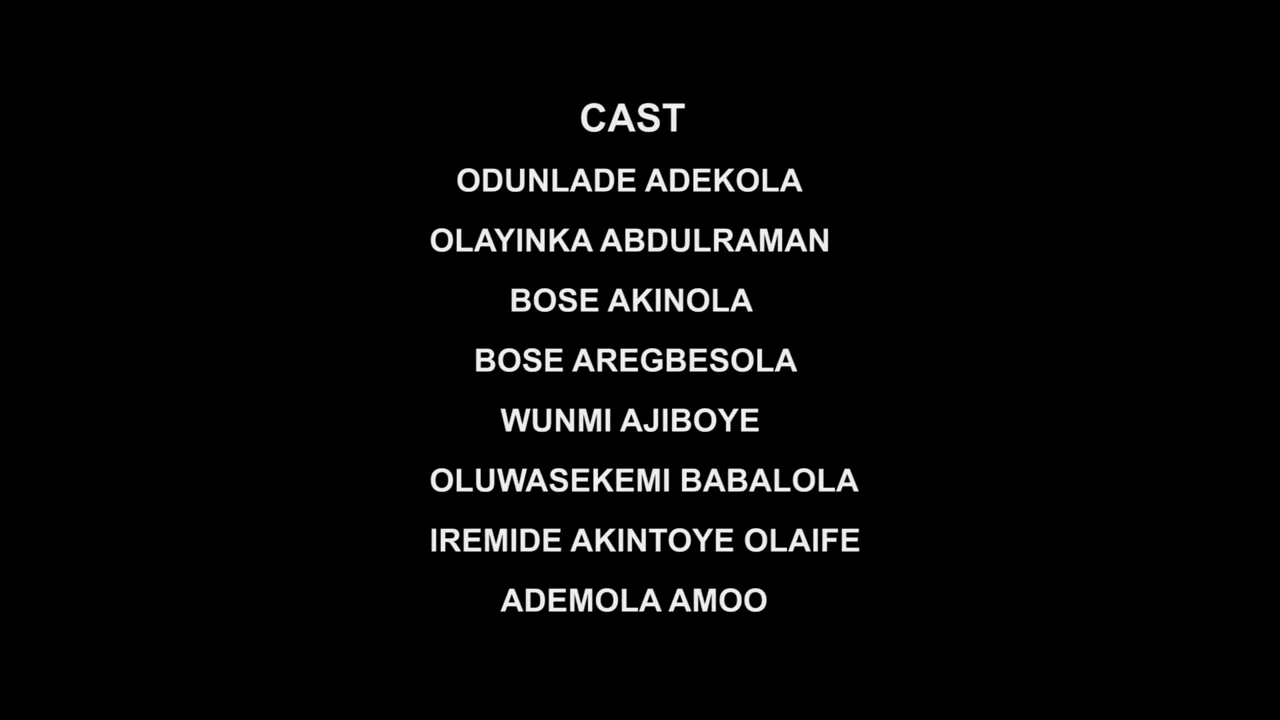 CAST
ODUNLADE ADEKOLA
OLAYINKA ABDULRAMAN
BOSE AKINOLA
BOSE AREGBESOLA
WUNMI AJIBOYE
OLUWASEKEMI BABALOLA
IREMIDE AKINTOYE OLAIFE
ADEMOLA AMOO